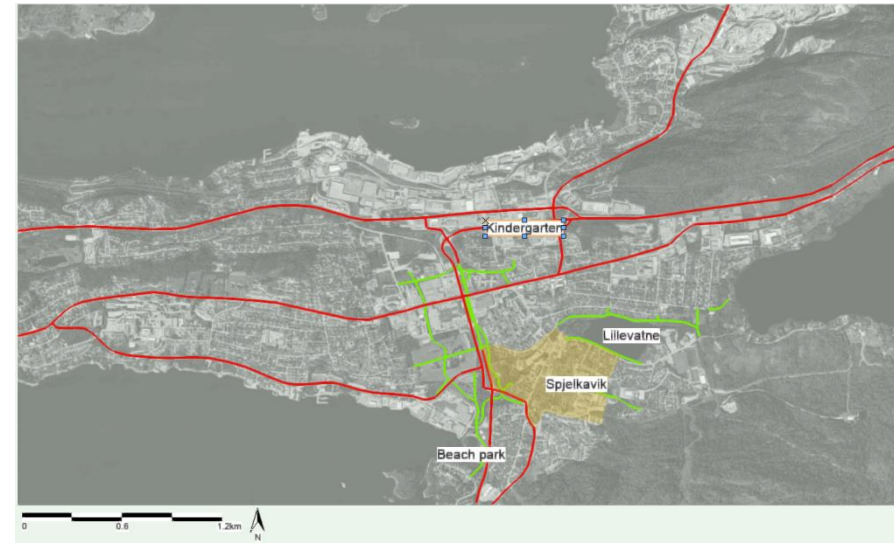 Kindergarten
Lillevatne
Spjelkavik
Beach park
0 0.6 1.2km
N